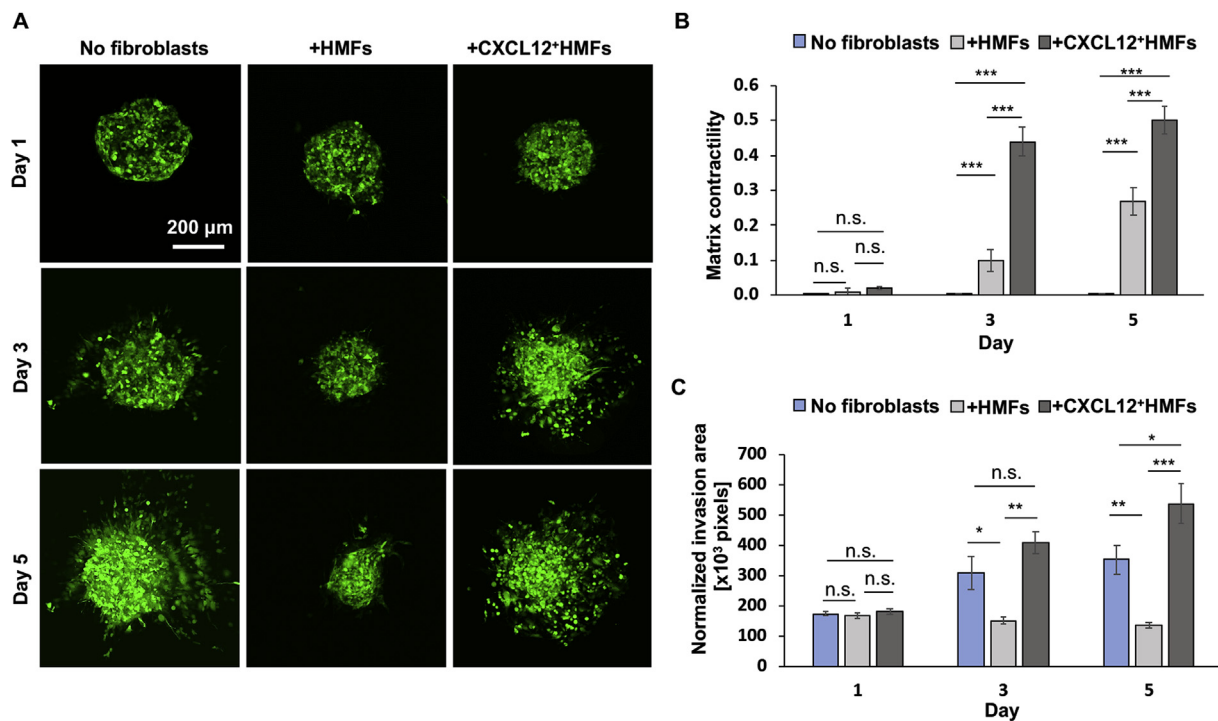 A
No fibroblasts
+HMFs
+CXCL12⁺HMFs
Day 1
200 µm
Day 3
Day 5
B
No fibroblasts +HMFs +CXCL12⁺HMFs
Matrix contractility
0.6
0.5
0.4
0.3
0.2
0.1
0.0
n.s.
n.s.
n.s.
***
***
***
***
***
***
1 3 5
Day
C
No fibroblasts +HMFs +CXCL12⁺HMFs
Normalized invasion area
[x10³ pixels]
700
600
500
400
300
200
100
0
n.s.
n.s. n.s.
n.s.
* **
*
** ***
1 3 5
Day